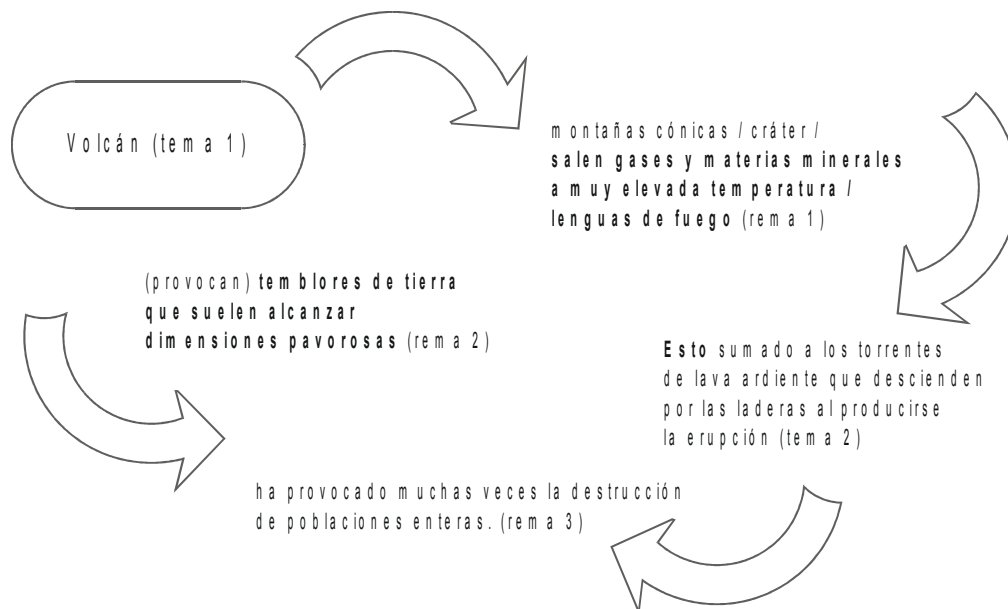 Volcán (tema 1)
montañas cónicas / cráter /
salen gases y materias minerales
a muy elevada temperatura /
lenguas de fuego (rema 1)
(provocan) temblores de tierra
que suelen alcanzar
dimensiones pavorosas (rema 2)
Esto sumado a los torrentes
de lava ardiente que descienden
por las laderas al producirse
la erupción (tema 2)
ha provocado muchas veces la destrucción
de poblaciones enteras. (rema 3)